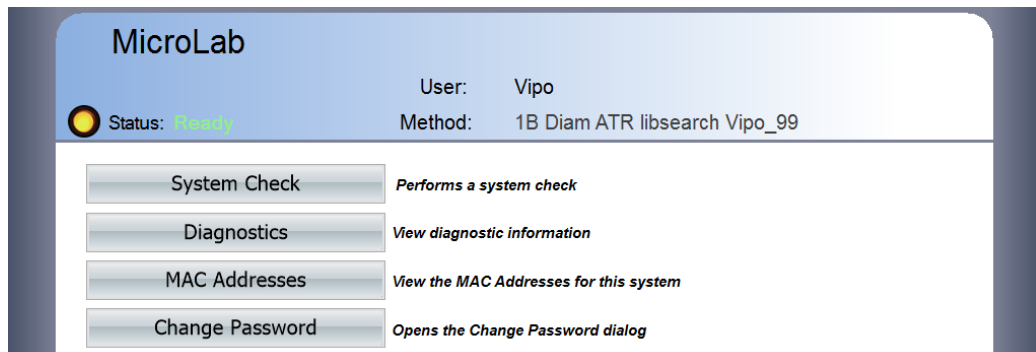 MicroLab
User: Vipo
Status: Ready Method: 1B Diam ATR libsearch Vipo_99
System Check Performs a system check
Diagnostics View diagnostic information
MAC Addresses View the MAC Addresses for this system
Change Password Opens the Change Password dialog